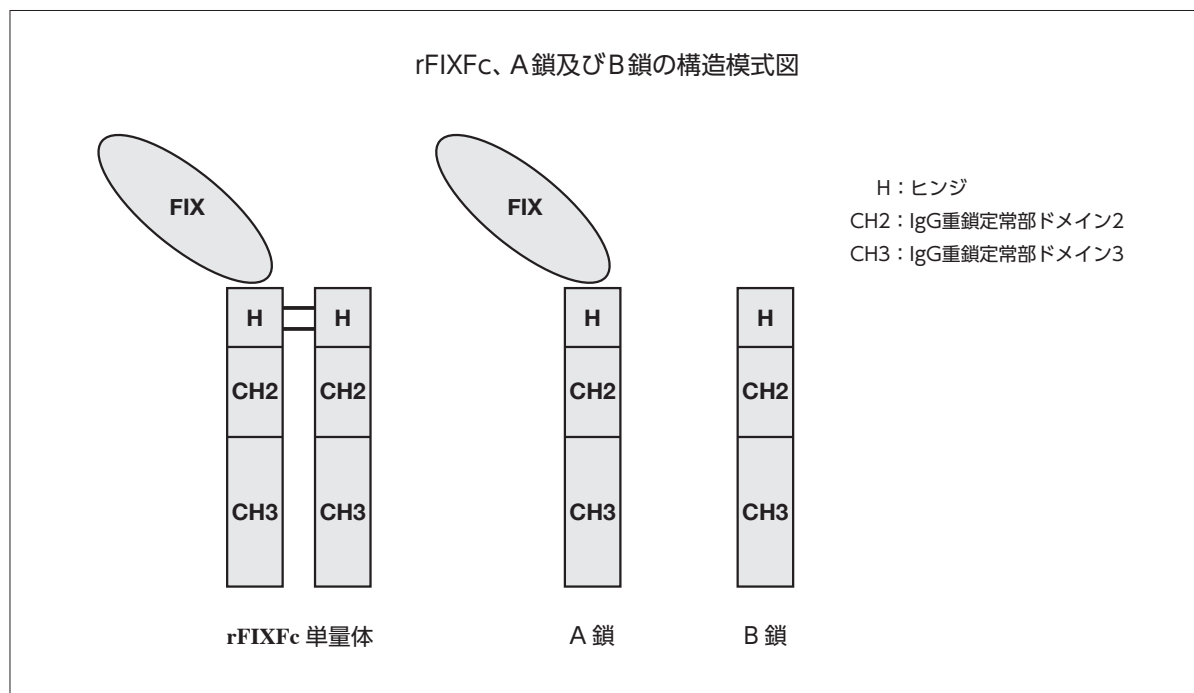 rFIXFc、A鎖及びB鎖の構造模式図
FIX
FIX
H：ヒンジ
CH2：IgG重鎖定常部ドメイン2
CH3：IgG重鎖定常部ドメイン3
H H H H
CH2 CH2 CH2 CH2
CH3 CH3 CH3 CH3
rFIXFc 単量体 A 鎖 B 鎖